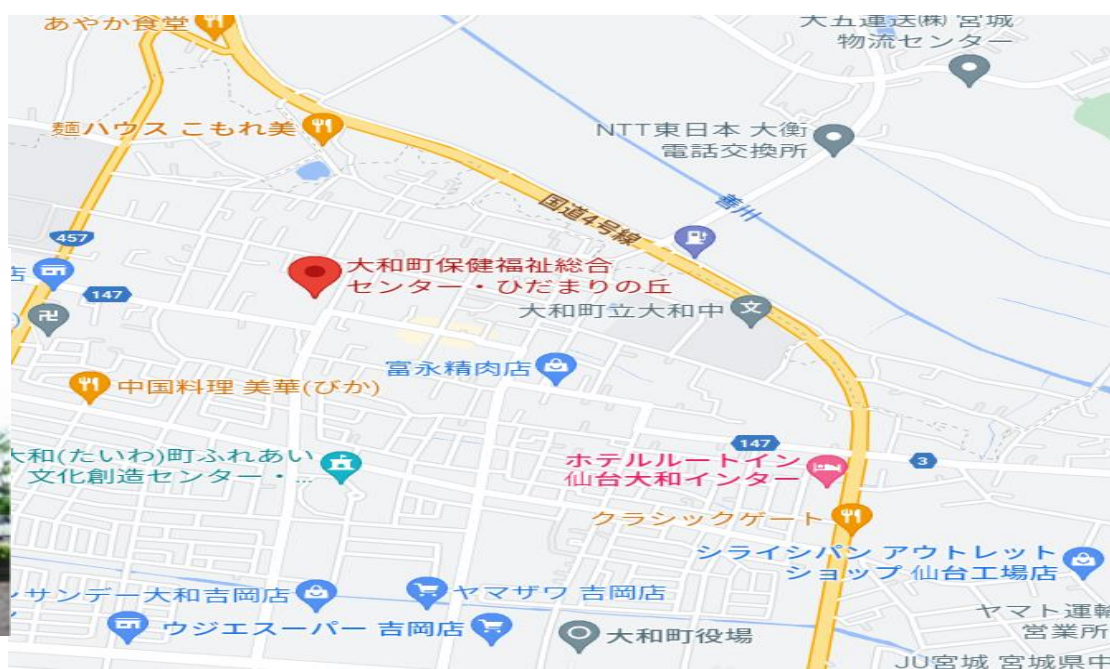 あやか食堂
大五運送㈱ 宮城
物流センター
麺ハウス こもれ美
NTT東日本 大衡
電話交換所
国道4号線
善川
457
大和町保健福祉総合
センター・ひだまりの丘
店
147
大和町立大和中
文
卍
富永精肉店
中国料理 美華(びか)
147
3
大和(たいわ)町ふれあい
文化創造センター・...
ホテルルートイン
仙台大和インター
クラシックゲート
シライシパン アウトレット
ショップ 仙台工場店
ンサンデー大和吉岡店
ヤマザワ 吉岡店
ウジエスーパー 吉岡店
大和町役場
ヤマト運輸
営業所
JU宮城 宮城県中